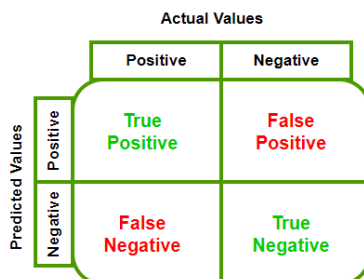 Actual Values
Positive
Negative
Predicted Values
Positive
True
Positive
False
Positive
Negative
False
Negative
True
Negative